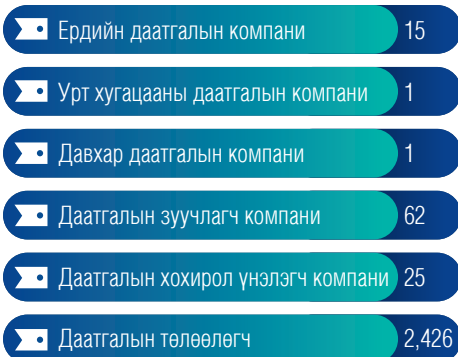 Ердийн даатгалын компани 15
Урт хугацааны даатгалын компани 1
Давхар даатгалын компани 1
Даатгалын зуучлагч компани 62
Даатгалын хохирол үнэлэгч компани 25
Даатгалын төлөөлөгч 2,426